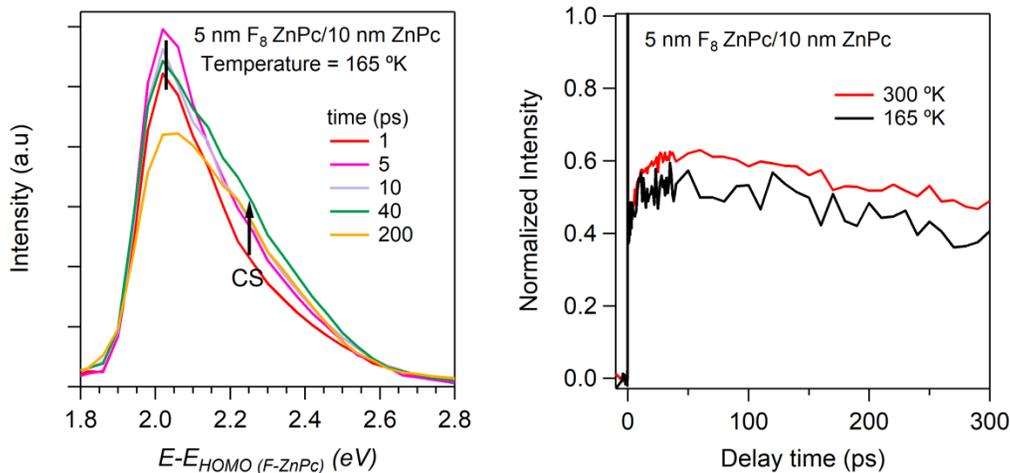 5 nm F₈ ZnPc/10 nm ZnPc
Temperature = 165 ºK
time (ps)
1
5
10
40
200
CS
Intensity (a.u)
1.8 2.0 2.2 2.4 2.6 2.8
E-E_HOMO (F-ZnPc) (eV)
5 nm F₈ ZnPc/10 nm ZnPc
300 ºK
165 ºK
Normalized Intensity
1.0
0.8
0.6
0.4
0.2
0.0
0 100 200 300
Delay time (ps)